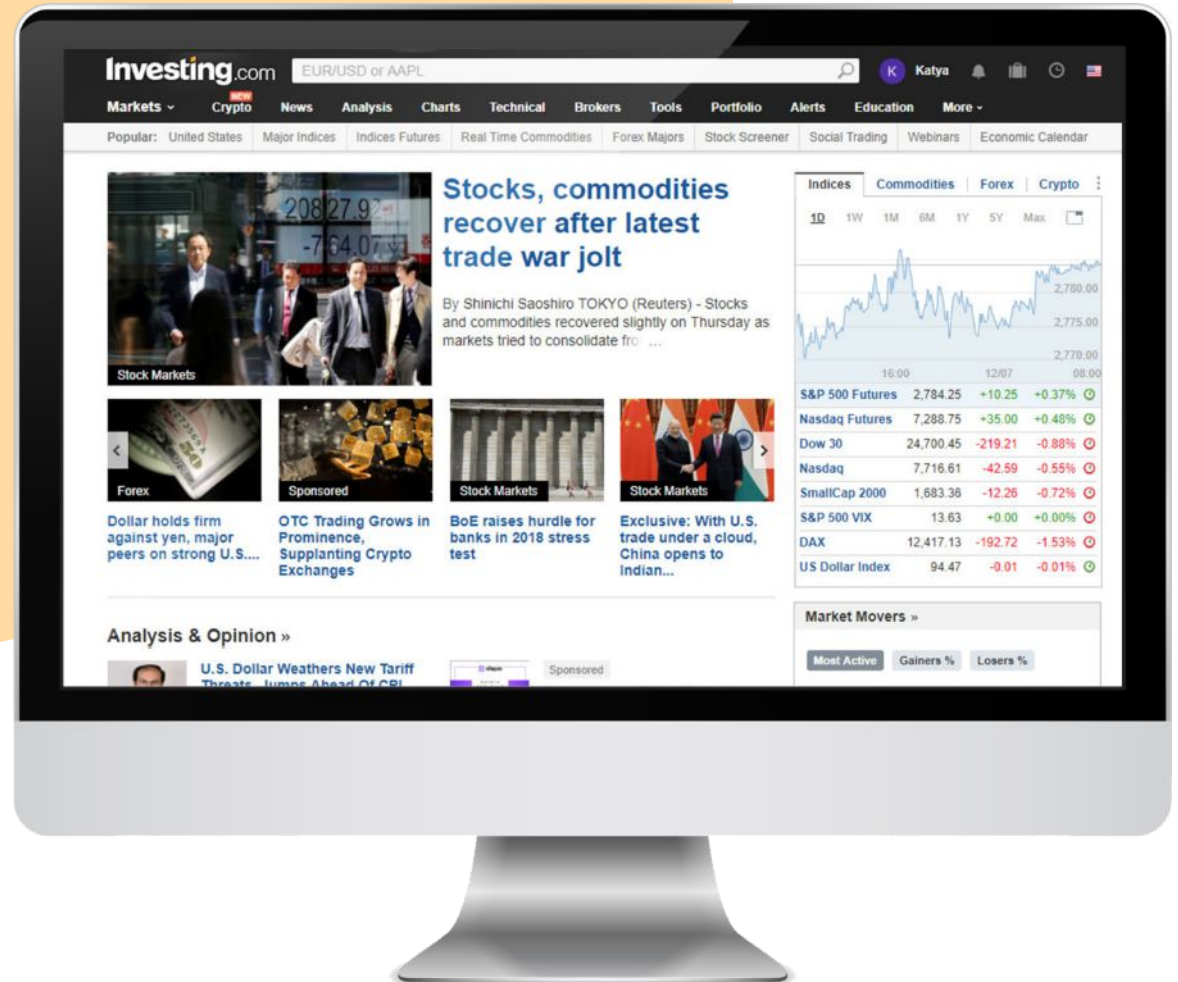 Investing.com
EUR/USD or AAPL
K
Katya
Markets
NEW
Crypto
News
Analysis
Charts
Technical
Brokers
Tools
Portfolio
Alerts
Education
More
Popular: United States
Major Indices
Indices Futures
Real Time Commodities
Forex Majors
Stock Screener
Social Trading
Webinars
Economic Calendar
20827.92
-764.07
Stock Markets
Stocks, commodities
recover after latest
trade war jolt
By Shinichi Saoshiro TOKYO (Reuters) - Stocks
and commodities recovered slightly on Thursday as
markets tried to consolidate fro ...
Forex
Dollar holds firm
against yen, major
peers on strong U.S....
Sponsored
OTC Trading Grows in
Prominence,
Supplanting Crypto
Exchanges
Stock Markets
BoE raises hurdle for
banks in 2018 stress
test
Stock Markets
Exclusive: With U.S.
trade under a cloud,
China opens to
Indian...
Analysis & Opinion »
U.S. Dollar Weathers New Tariff
Threats, Jumps Ahead Of CPI
Sponsored
Indices
Commodities
Forex
Crypto
1D 1W 1M 6M 1Y 5Y Max
2,780.00
2,775.00
2,770.00
16:00 12/07 08:00
S&P 500 Futures 2,784.25 +10.25 +0.37%
Nasdaq Futures 7,288.75 +35.00 +0.48%
Dow 30 24,700.45 -219.21 -0.88%
Nasdaq 7,716.61 -42.59 -0.55%
SmallCap 2000 1,683.36 -12.26 -0.72%
S&P 500 VIX 13.63 +0.00 +0.00%
DAX 12,417.13 -192.72 -1.53%
US Dollar Index 94.47 -0.01 -0.01%
Market Movers »
Most Active
Gainers %
Losers %